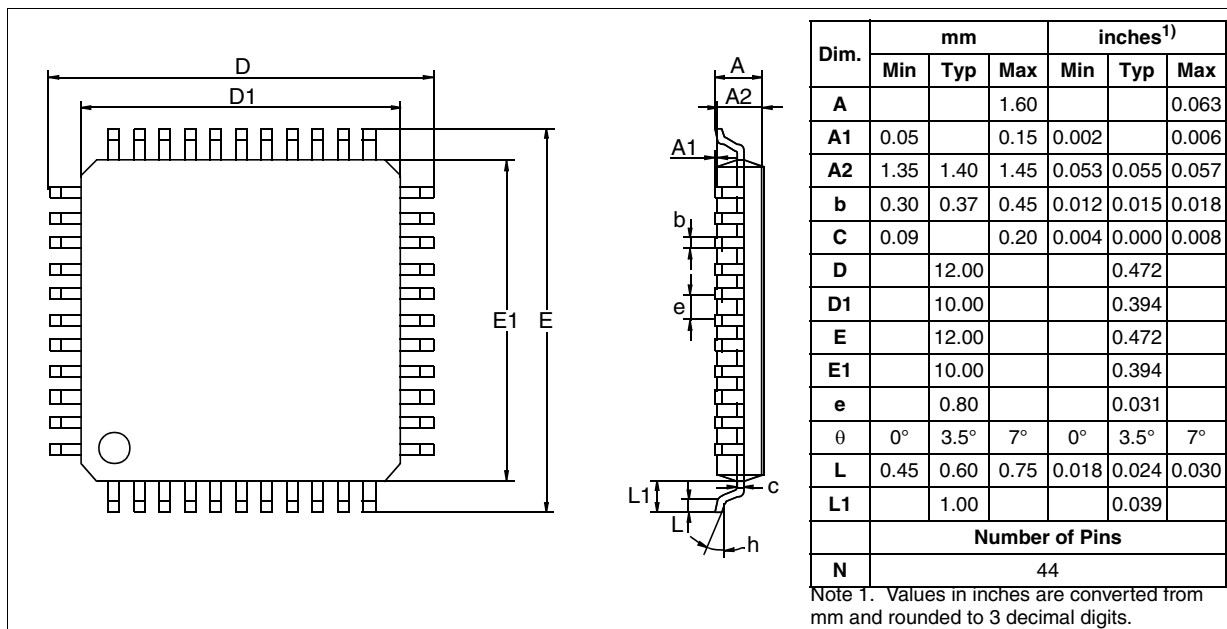 D
D1
E1 E
A
A2
A1
b
e
L1
L
c
h
Dim. mm inches1)
Min Typ Max Min Typ Max
A 1.60 0.063
A1 0.05 0.15 0.002 0.006
A2 1.35 1.40 1.45 0.053 0.055 0.057
b 0.30 0.37 0.45 0.012 0.015 0.018
C 0.09 0.20 0.004 0.000 0.008
D 12.00 0.472
D1 10.00 0.394
E 12.00 0.472
E1 10.00 0.394
e 0.80 0.031
θ 0° 3.5° 7° 0° 3.5° 7°
L 0.45 0.60 0.75 0.018 0.024 0.030
L1 1.00 0.039
Number of Pins
N 44
Note 1. Values in inches are converted from
mm and rounded to 3 decimal digits.